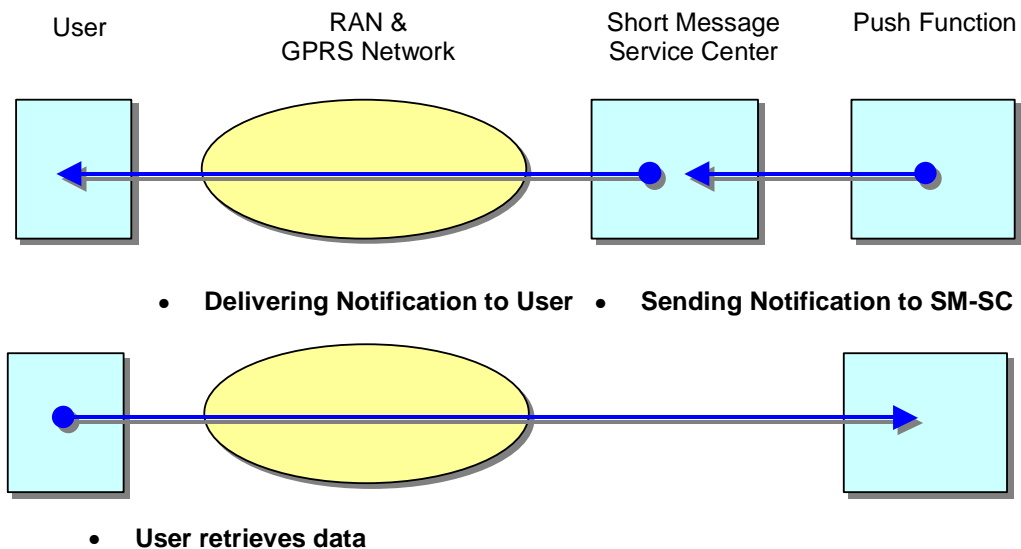 User
RAN &
GPRS Network
Short Message
Service Center
Push Function
• Delivering Notification to User
• Sending Notification to SM-SC
• User retrieves data